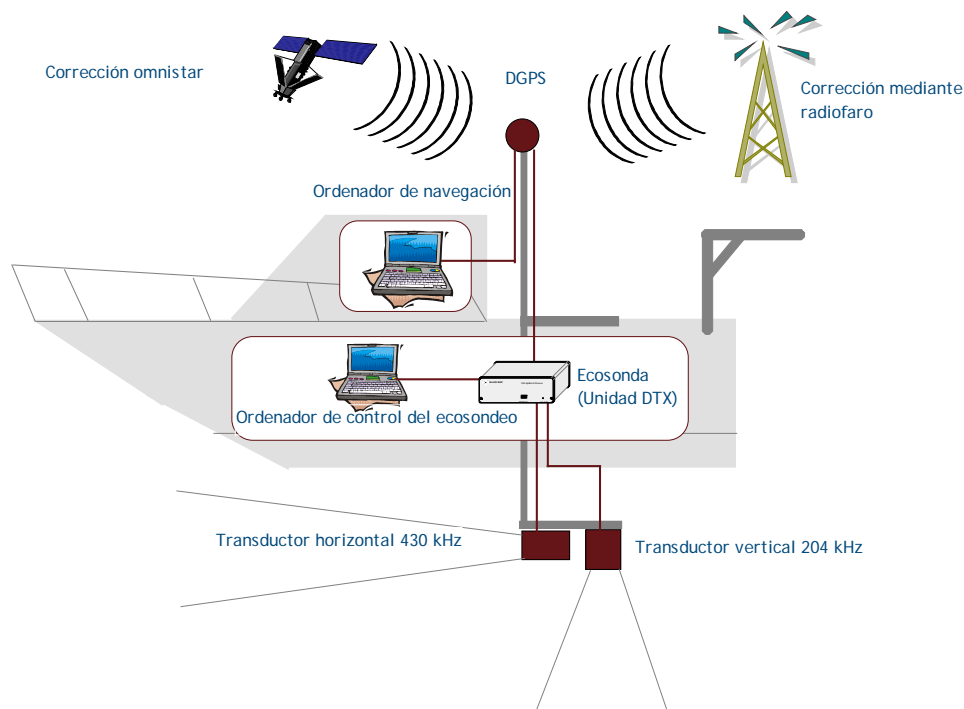 Corrección omnistar
DGPS
Corrección mediante
radiofaro
Ordenador de navegación
Ecosonda
(Unidad DTX)
Ordenador de control del ecosondeo
Transductor horizontal 430 kHz
Transductor vertical 204 kHz